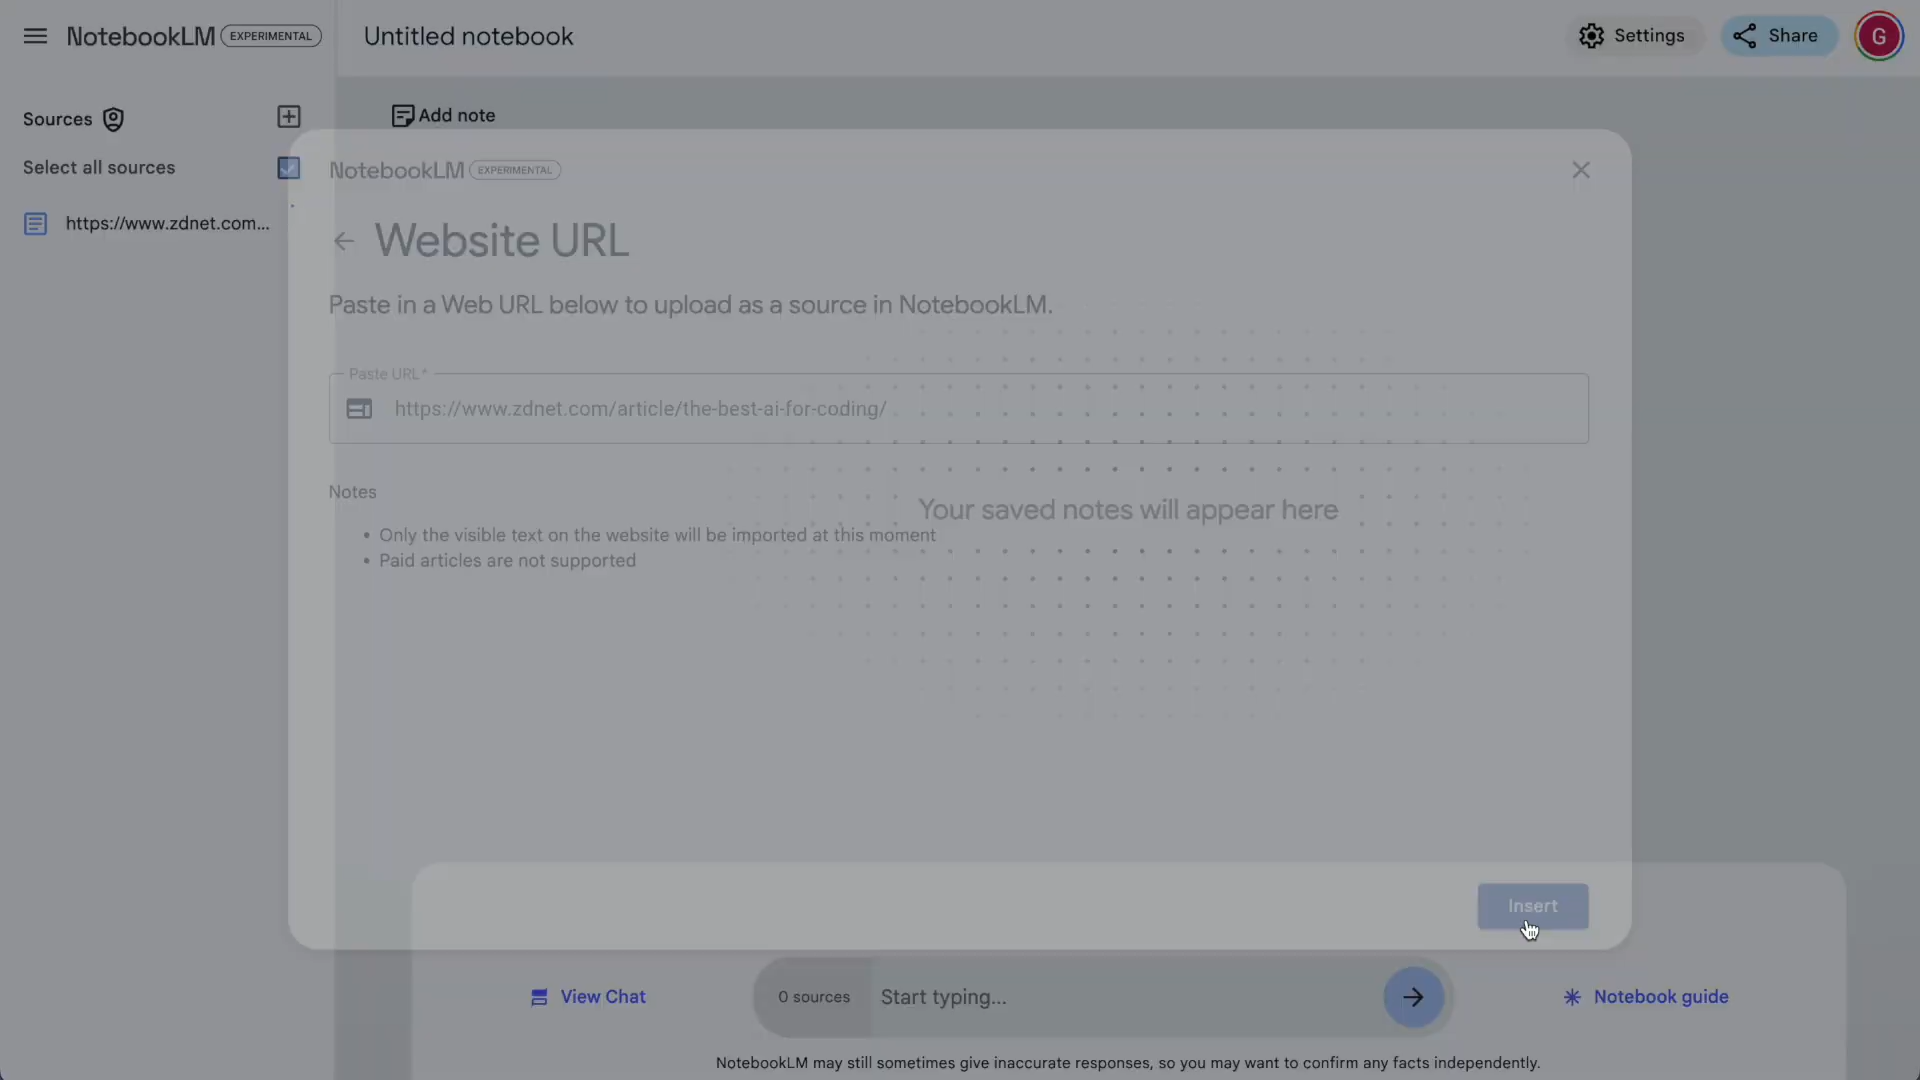 NotebookLM EXPERIMENTAL
Untitled notebook
Settings
Share
G
Sources
Add note
Select all sources
https://www.zdnet.com...
NotebookLM EXPERIMENTAL
Website URL
Paste in a Web URL below to upload as a source in NotebookLM.
Paste URL*
https://www.zdnet.com/article/the-best-ai-for-coding/
Notes
Your saved notes will appear here
• Only the visible text on the website will be imported at this moment
• Paid articles are not supported
Insert
View Chat
0 sources
Start typing...
Notebook guide
NotebookLM may still sometimes give inaccurate responses, so you may want to confirm any facts independently.